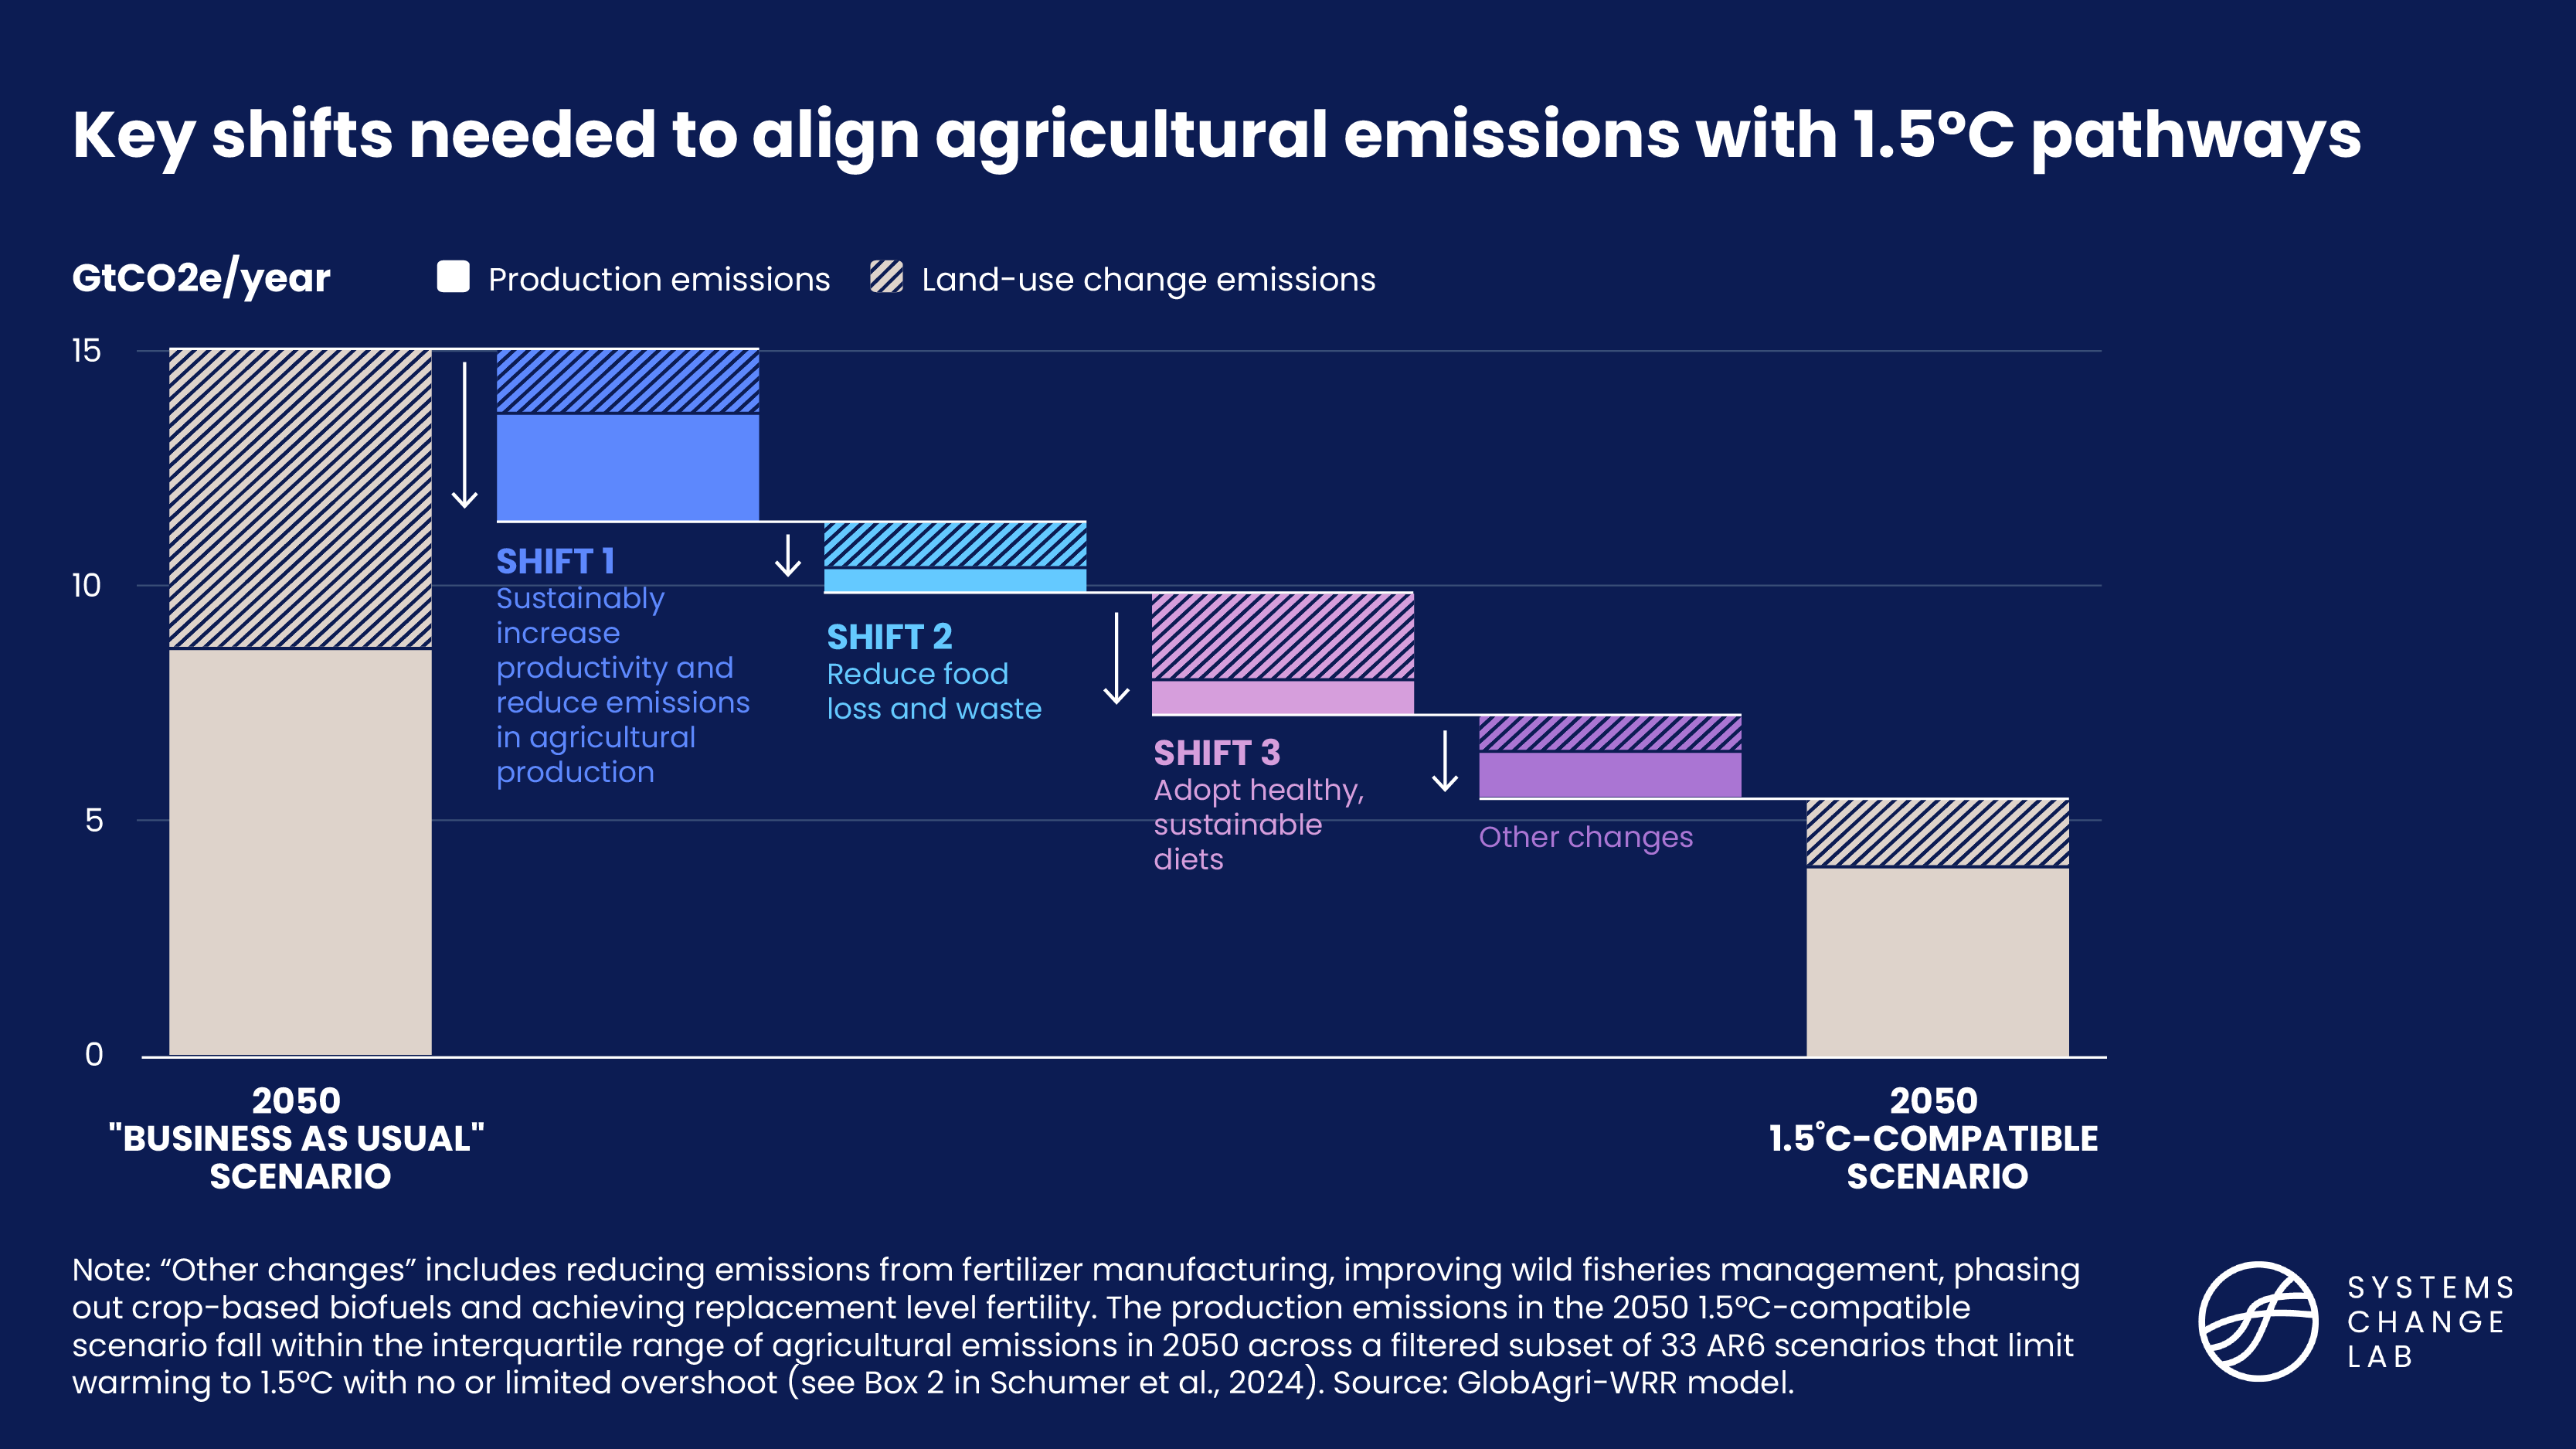 Key shifts needed to align agricultural emissions with 1.5°C pathways
GtCO2e/year
Production emissions
Land-use change emissions
15
10
5
0
SHIFT 1
Sustainably
increase
productivity and
reduce emissions
in agricultural
production
SHIFT 2
Reduce food
loss and waste
SHIFT 3
Adopt healthy,
sustainable
diets
Other changes
2050
"BUSINESS AS USUAL"
SCENARIO
2050
1.5°C-COMPATIBLE
SCENARIO
Note: “Other changes” includes reducing emissions from fertilizer manufacturing, improving wild fisheries management, phasing
out crop-based biofuels and achieving replacement level fertility. The production emissions in the 2050 1.5°C-compatible
scenario fall within the interquartile range of agricultural emissions in 2050 across a filtered subset of 33 AR6 scenarios that limit
warming to 1.5°C with no or limited overshoot (see Box 2 in Schumer et al., 2024). Source: GlobAgri-WRR model.
SYSTEMS
CHANGE
LAB